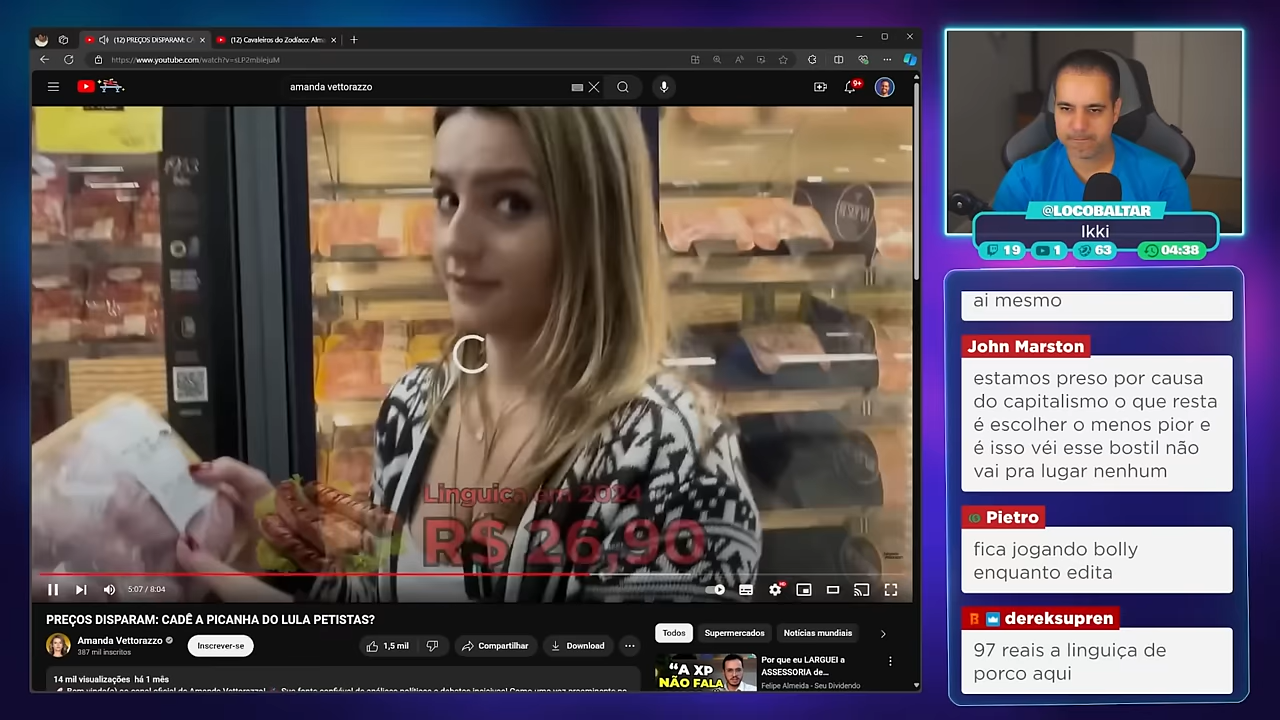 (12) PREÇOS DISPARAM: C
(12) Cavaleiros do Zodíaco: Alm
https://www.youtube.com/watch?v=sLP2mblejuM
amanda vettorazzo
9+
Linguiça em 2024
R$ 26,90
5:07 / 8:04
PREÇOS DISPARAM: CADÊ A PICANHA DO LULA PETISTAS?
Amanda Vettorazzo
387 mil inscritos
Inscrever-se
1,5 mil
Compartilhar
Download
14 mil visualizações há 1 mês
Todos
Supermercados
Notícias mundiais
"A XP
NÃO FALA
Por que eu LARGUEI a
ASSESSORIA de...
Felipe Almeida - Seu Dividendo
@LOCOBALTAR
Ikki
19
1
63
04:38
ai mesmo
John Marston
estamos preso por causa
do capitalismo o que resta
é escolher o menos pior e
é isso véi esse bostil não
vai pra lugar nenhum
Pietro
fica jogando bolly
enquanto edita
dereksupren
97 reais a linguiça de
porco aqui